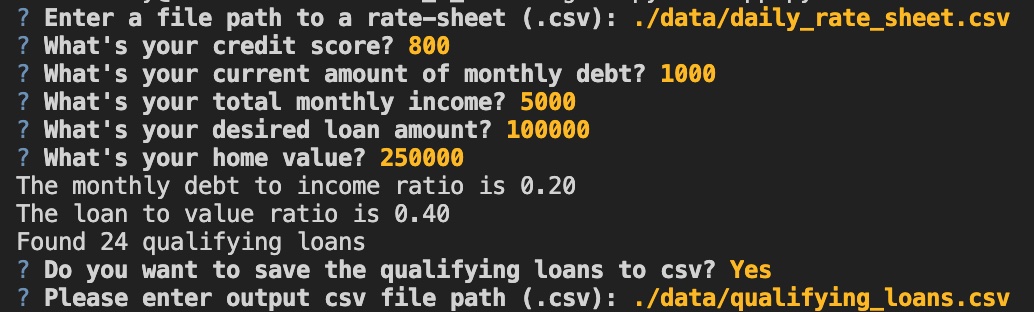 ? Enter a file path to a rate-sheet (.csv): ./data/daily_rate_sheet.csv
? What's your credit score? 800
? What's your current amount of monthly debt? 1000
? What's your total monthly income? 5000
? What's your desired loan amount? 100000
? What's your home value? 250000
The monthly debt to income ratio is 0.20
The loan to value ratio is 0.40
Found 24 qualifying loans
? Do you want to save the qualifying loans to csv? Yes
? Please enter output csv file path (.csv): ./data/qualifying_loans.csv